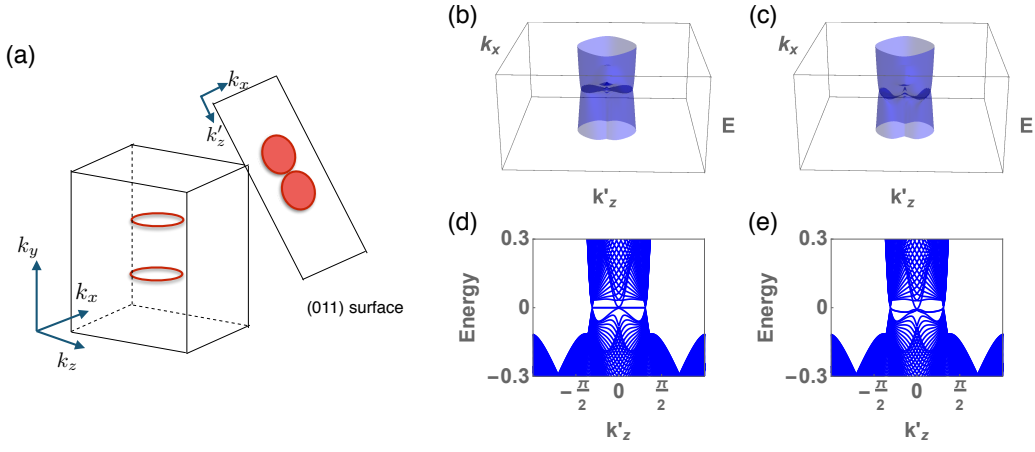 (a)
k_x
k'_z
k_y
k_x
k_z
(011) surface
(b)
k_x
E
k'_z
(c)
k_x
E
k'_z
(d)
0.3
Energy
0
−0.3
−π/2 0 π/2
k'_z
(e)
0.3
Energy
0
−0.3
−π/2 0 π/2
k'_z